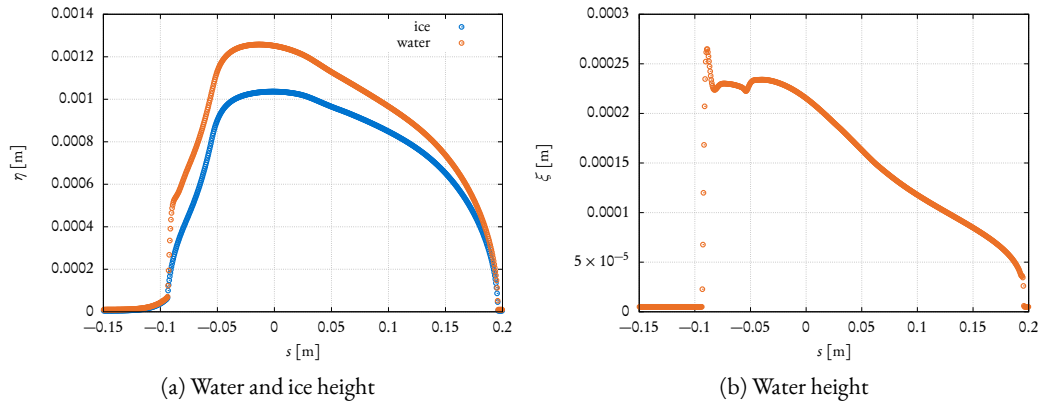 0.0014
0.0012
0.001
0.0008
0.0006
0.0004
0.0002
0
η [m]
ice
water
−0.15 −0.1 −0.05 0 0.05 0.1 0.15 0.2
s [m]
(a) Water and ice height
0.0003
0.00025
0.0002
0.00015
0.0001
5 × 10⁻⁵
0
ξ [m]
−0.15 −0.1 −0.05 0 0.05 0.1 0.15 0.2
s [m]
(b) Water height